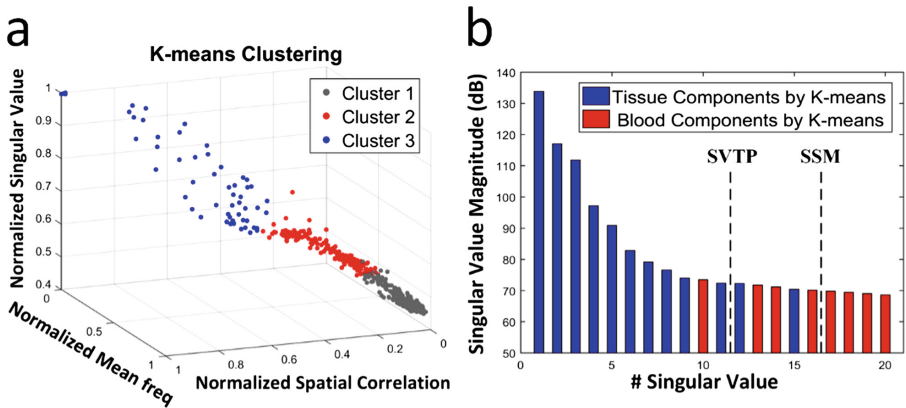 a
K-means Clustering
Normalized Singular Value
1
0.9
0.8
0.7
0.6
0.5
0.4
0
0.5
1
Normalized Mean freq
1
0.8
0.6
0.4
0.2
0
Normalized Spatial Correlation
Cluster 1
Cluster 2
Cluster 3
b
Singular Value Magnitude (dB)
140
130
120
110
100
90
80
70
60
50
Tissue Components by K-means
Blood Components by K-means
SVTP
SSM
0
5
10
15
20
# Singular Value